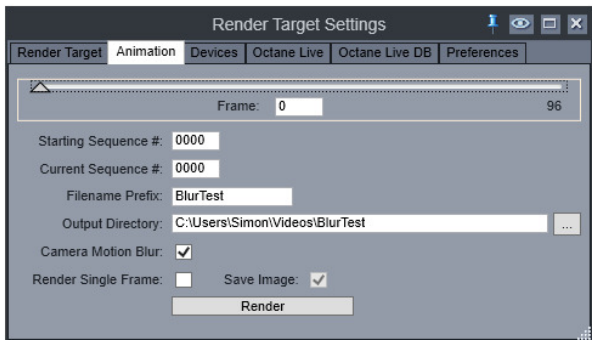 Render Target Settings
Render Target Animation Devices Octane Live Octane Live DB Preferences
Frame: 0 96
Starting Sequence #: 0000
Current Sequence #: 0000
Filename Prefix: BlurTest
Output Directory: C:\Users\Simon\Videos\BlurTest ...
Camera Motion Blur:
Render Single Frame: Save Image:
Render